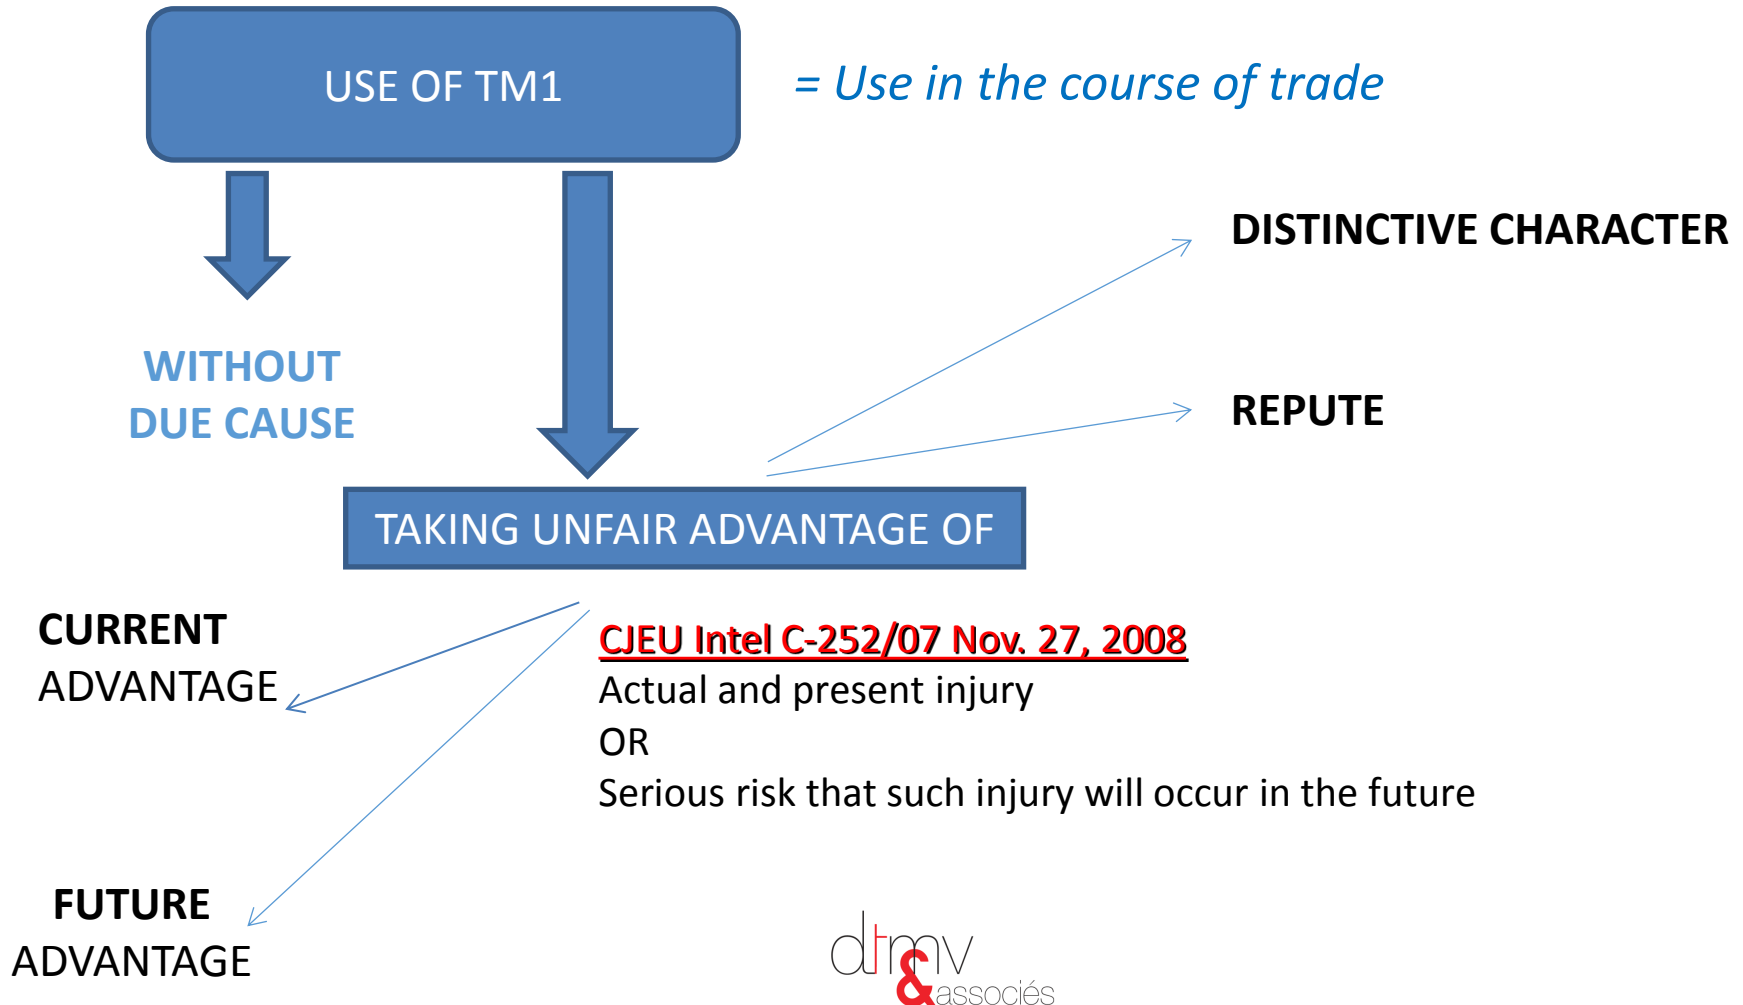 USE OF TM1
= Use in the course of trade
DISTINCTIVE CHARACTER
WITHOUT
DUE CAUSE
REPUTE
TAKING UNFAIR ADVANTAGE OF
CURRENT
ADVANTAGE
CJEU Intel C-252/07 Nov. 27, 2008
Actual and present injury
OR
Serious risk that such injury will occur in the future
FUTURE
ADVANTAGE
dtmv
&associés